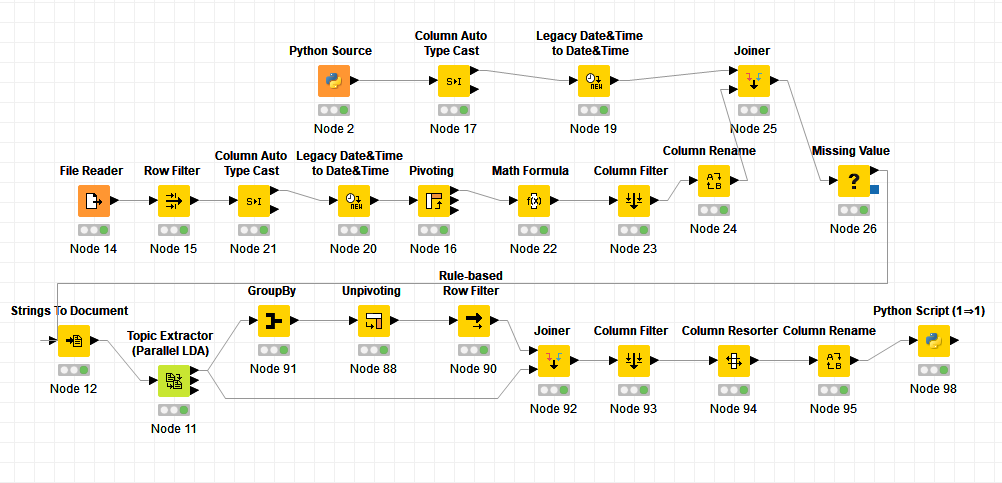 Python Source
Column Auto
Type Cast
Legacy Date&Time
to Date&Time
Joiner
S▸I
NEW
Node 2
Node 17
Node 19
Node 25
File Reader
Row Filter
Column Auto
Type Cast
Legacy Date&Time
to Date&Time
Pivoting
Math Formula
Column Filter
Column Rename
Missing Value
S▸I
NEW
f(x)
A
B
?
Node 14
Node 15
Node 21
Node 20
Node 16
Node 22
Node 23
Node 24
Node 26
Strings To Document
Topic Extractor
(Parallel LDA)
GroupBy
Unpivoting
Rule-based
Row Filter
Joiner
Column Filter
Column Resorter
Column Rename
Python Script (1⇒1)
A
B
Node 12
Node 11
Node 91
Node 88
Node 90
Node 92
Node 93
Node 94
Node 95
Node 98